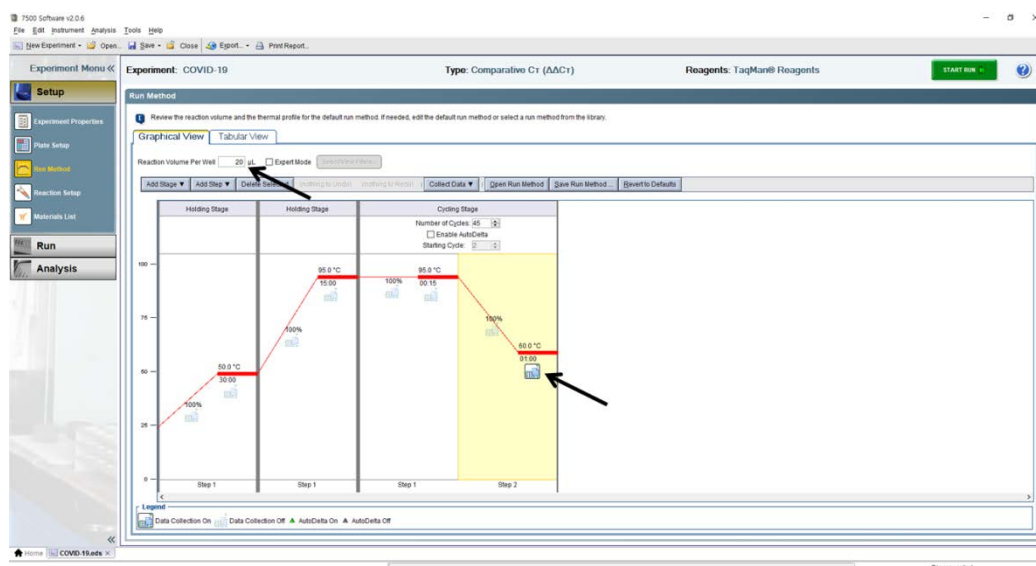 7500 Software v2.0.6
File Edit Instrument Analysis Tools Help
New Experiment Open... Save Close Export... Print Report...
Experiment Menu « Experiment: COVID-19 Type: Comparative CT (ΔΔCT) Reagents: TaqMan® Reagents START RUN
Setup
Run Method
Experiment Properties
Review the reaction volume and the thermal profile for the default run method. If needed, edit the default run method or select a run method from the library.
Graphical View Tabular View
Plate Setup
Reaction Volume Per Well 20 µL Expert Mode
Run Method
Add Stage ▼ Add Step ▼ Delete Collected Data ▼ Open Run Method Save Run Method ... Revert to Defaults
Reaction Setup
Materials List
Run
Analysis
Holding Stage Holding Stage Cycling Stage
Number of Cycles: 45
Enable AutoDelta
Starting Cycle: 2
100
95.0 °C 95.0 °C
15:00 100% 00:15
75
100% 100%
60.0 °C
01:00
50
50.0 °C
30:00
100%
25
0
Step 1 Step 1 Step 1 Step 2
Legend
Data Collection On Data Collection Off AutoDelta On AutoDelta Off
Home COVID-19.eds ×